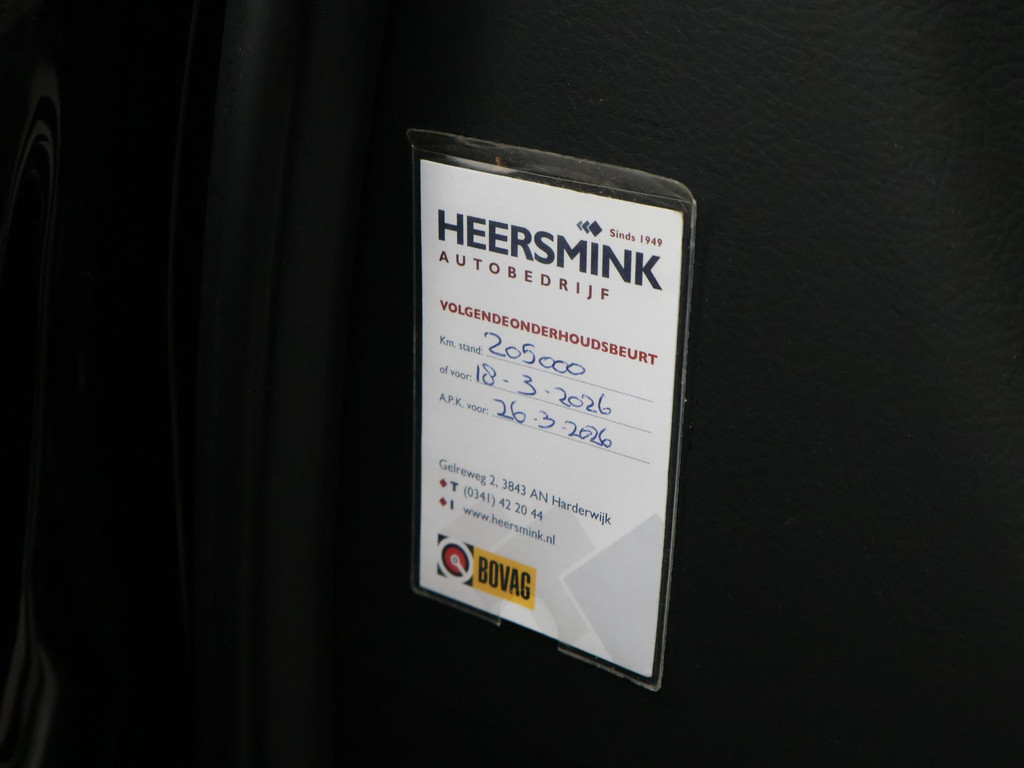 Sinds 1949
HEERSMINK
AUTOBEDRIJF
VOLGENDEONDERHOUDSBEURT
Km. stand: 205000
of voor: 18-3-2026
A.P.K. voor: 26-3-2026
Gelreweg 2, 3843 AN Harderwijk
T (0341) 42 20 44
I www.heersmink.nl
BOVAG